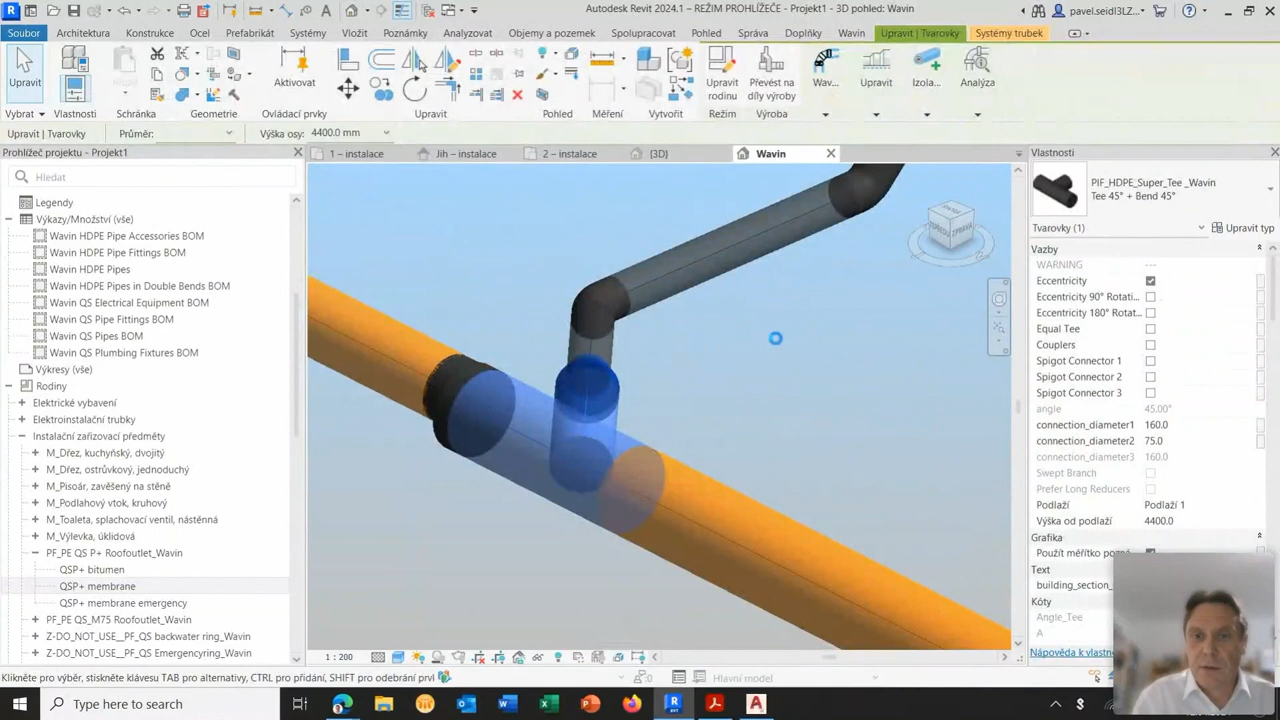 Autodesk Revit 2024.1 – REŽIM PROHLÍŽEČE - Projekt1 - 3D pohled: Wavin
pavel.seidl3LZ...
Soubor Architektura Konstrukce Ocel Prefabrikát Systémy Vložit Poznámky Analyzovat Objemy a pozemek Spolupracovat Pohled Správa Doplňky Wavin Upravit | Tvarovky Systémy trubek
Upravit Vlastnosti Aktivovat Upravit rodinu Převést na díly výroby Wav... Upravit Izola... Analýza
Vybrat Vlastnosti Schránka Geometrie Ovládací prvky Upravit Pohled Měření Vytvořit Režim Výroba
Upravit | Tvarovky Průměr: Výška osy: 4400.0 mm
Prohlížeč projektu - Projekt1
1 – instalace Jih – instalace 2 – instalace {3D} Wavin
Hledat
Legendy
Výkazy/Množství (vše)
Wavin HDPE Pipe Accessories BOM
Wavin HDPE Pipe Fittings BOM
Wavin HDPE Pipes
Wavin HDPE Pipes in Double Bends BOM
Wavin QS Electrical Equipment BOM
Wavin QS Pipe Fittings BOM
Wavin QS Pipes BOM
Wavin QS Plumbing Fixtures BOM
Výkresy (vše)
Rodiny
Elektrické vybavení
Elektroinstalační trubky
Instalační zařizovací předměty
M_Dřez, kuchyňský, dvojitý
M_Dřez, ostrůvkový, jednoduchý
M_Pisoár, zavěšený na stěně
M_Podlahový vtok, kruhový
M_Toaleta, splachovací ventil, nástěnná
M_Výlevka, úklidová
PF_PE QS P+ Roofoutlet_Wavin
QSP+ bitumen
QSP+ membrane
QSP+ membrane emergency
PF_PE QS_M75 Roofoutlet_Wavin
Z-DO_NOT_USE__PF_QS backwater ring_Wavin
Z-DO_NOT_USE__PF_QS Emergencyring_Wavin
Vlastnosti
PIF_HDPE_Super_Tee _Wavin
Tee 45° + Bend 45°
Tvarovky (1) Upravit typ
Vazby
WARNING ---
Eccentricity
Eccentricity 90° Rotati...
Eccentricity 180° Rotat...
Equal Tee
Couplers
Spigot Connector 1
Spigot Connector 2
Spigot Connector 3
angle 45.00°
connection_diameter1 160.0
connection_diameter2 75.0
connection_diameter3 160.0
Swept Branch
Prefer Long Reducers
Podlaží Podlaží 1
Výška od podlaží 4400.0
Grafika
Použít měřítko
Text
building_section_
Kóty
Angle_Tee
A
Nápověda k vlastn
1 : 200
Klikněte pro výběr, stiskněte klávesu TAB pro alternativy, CTRL pro přidání, SHIFT pro odebrání prvl
:0
Hlavní model
Type here to search